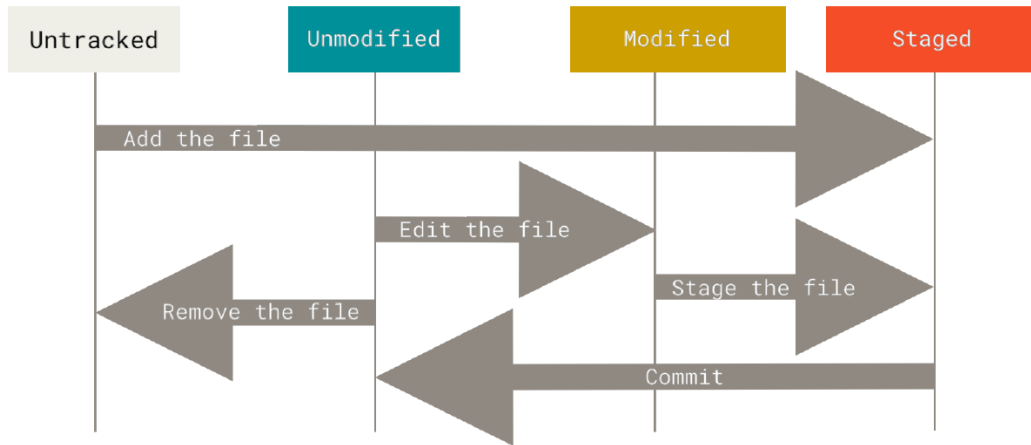 Untracked
Unmodified
Modified
Staged
Add the file
Edit the file
Stage the file
Remove the file
Commit